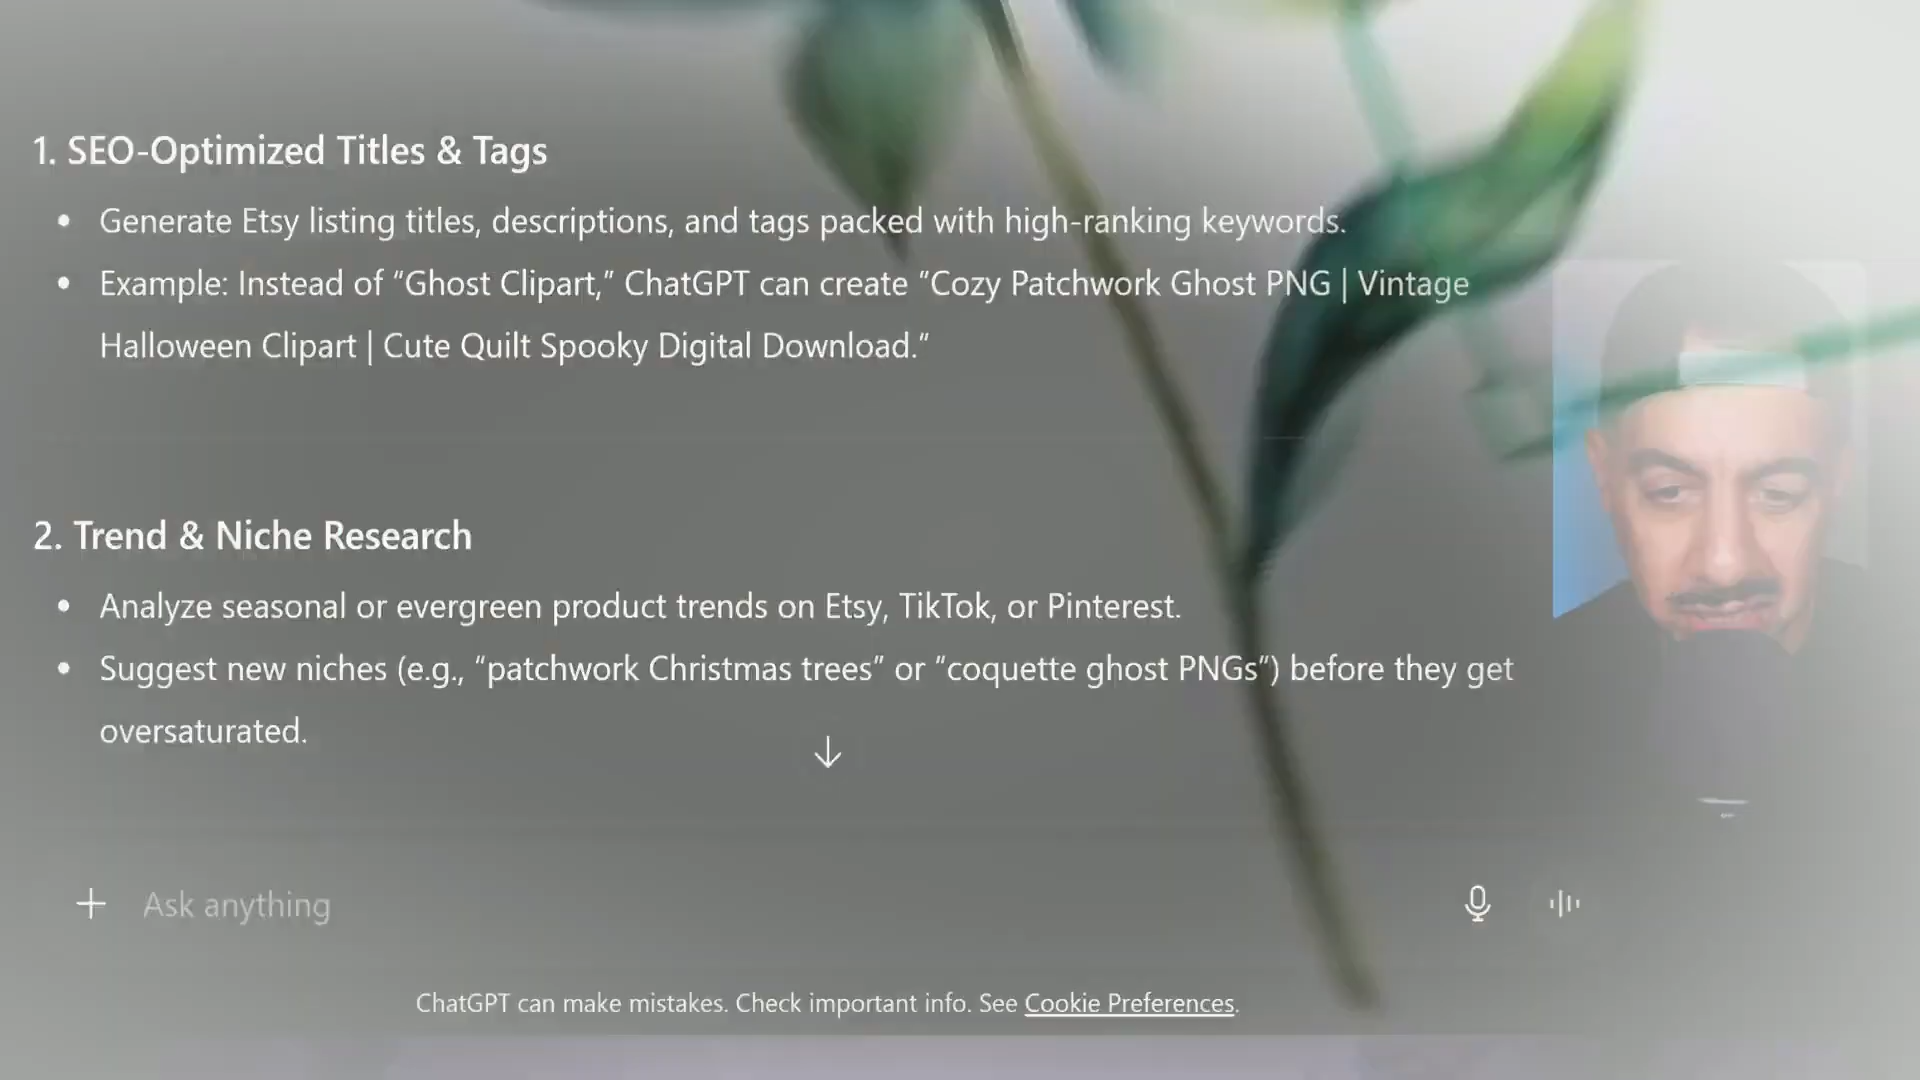 1. SEO-Optimized Titles & Tags
• Generate Etsy listing titles, descriptions, and tags packed with high-ranking keywords.
• Example: Instead of “Ghost Clipart,” ChatGPT can create “Cozy Patchwork Ghost PNG | Vintage
Halloween Clipart | Cute Quilt Spooky Digital Download.”
2. Trend & Niche Research
• Analyze seasonal or evergreen product trends on Etsy, TikTok, or Pinterest.
• Suggest new niches (e.g., “patchwork Christmas trees” or “coquette ghost PNGs”) before they get
oversaturated.
Ask anything
ChatGPT can make mistakes. Check important info. See Cookie Preferences.